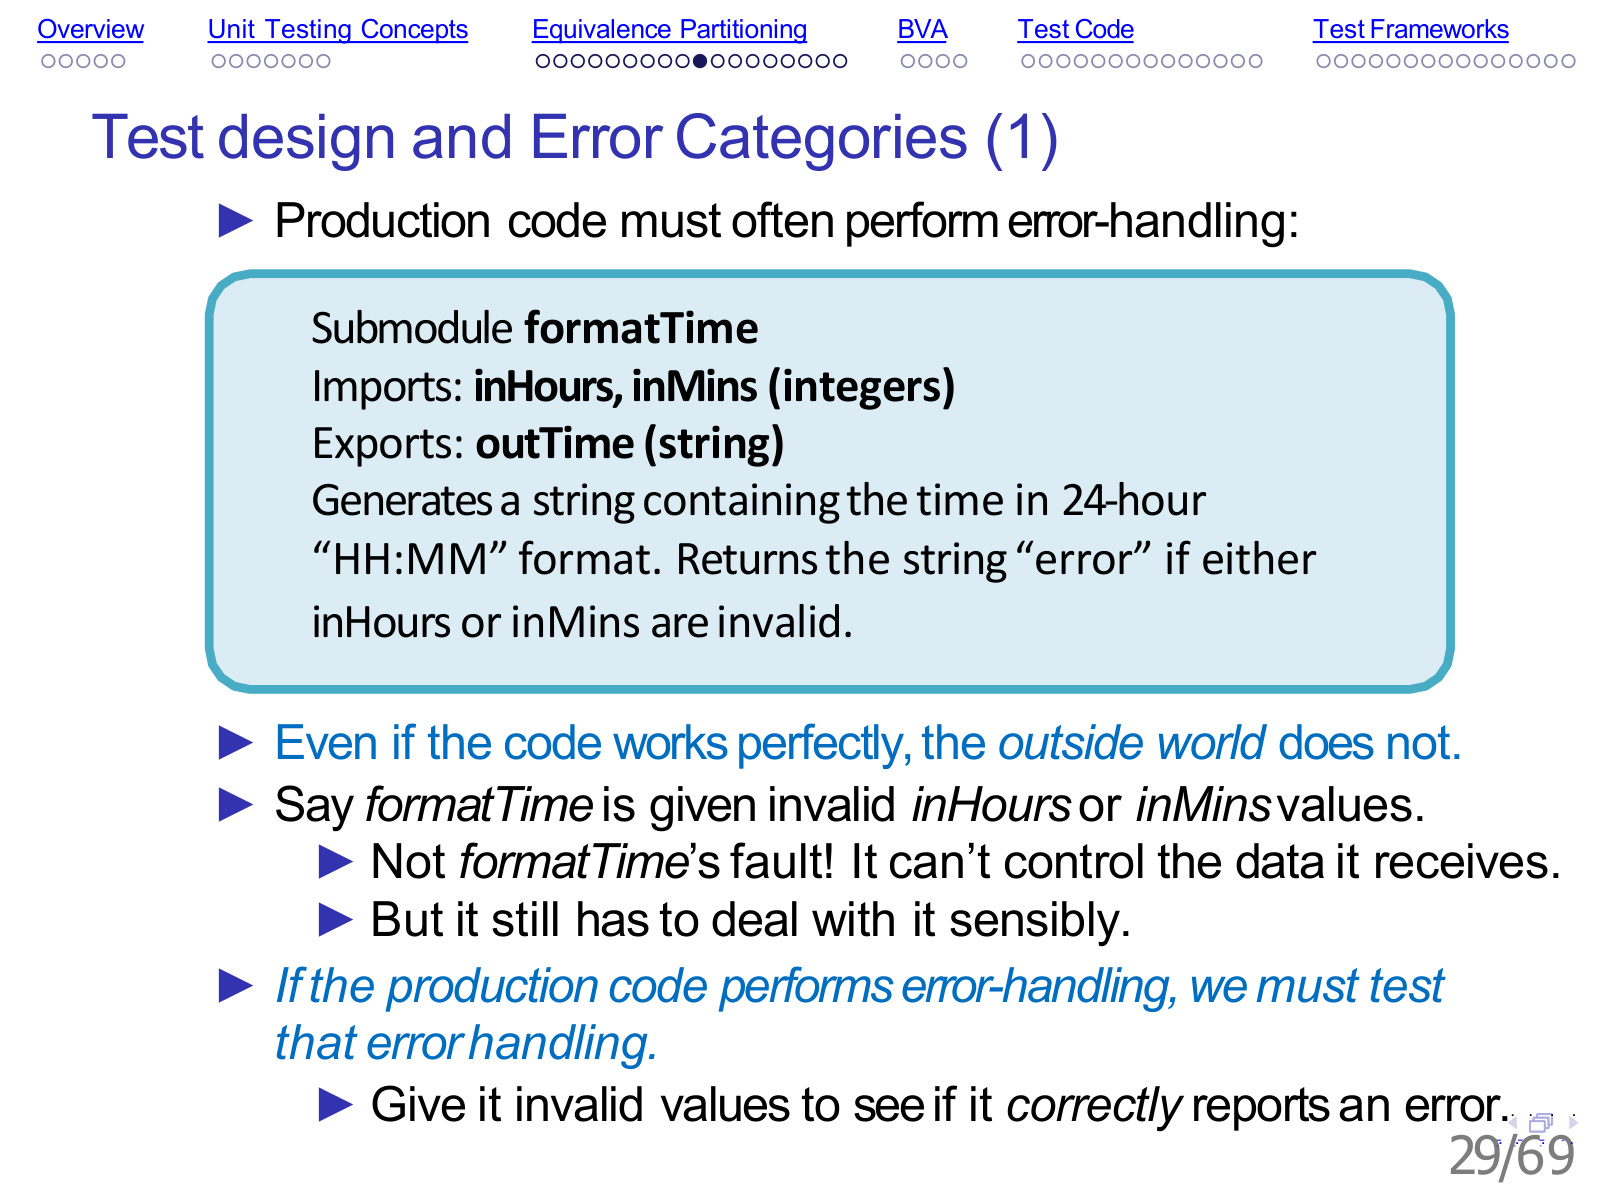 Overview Unit Testing Concepts Equivalence Partitioning BVA Test Code Test Frameworks
Test design and Error Categories (1)
► Production code must often perform error-handling:
Submodule formatTime
Imports: inHours, inMins (integers)
Exports: outTime (string)
Generates a string containing the time in 24-hour
“HH:MM” format. Returns the string “error” if either
inHours or inMins are invalid.
► Even if the code works perfectly, the outside world does not.
► Say formatTime is given invalid inHours or inMins values.
► Not formatTime’s fault! It can’t control the data it receives.
► But it still has to deal with it sensibly.
► If the production code performs error-handling, we must test
that error handling.
► Give it invalid values to see if it correctly reports an error.
29/69